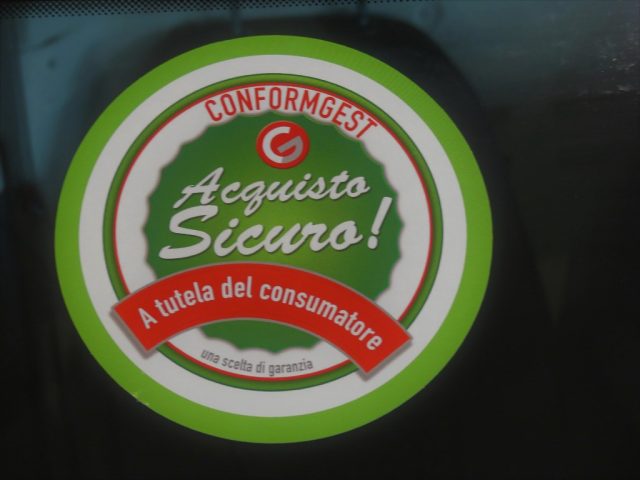 CONFORMGEST
G
Acquisto
Sicuro!
A tutela del consumatore
una scelta di garanzia